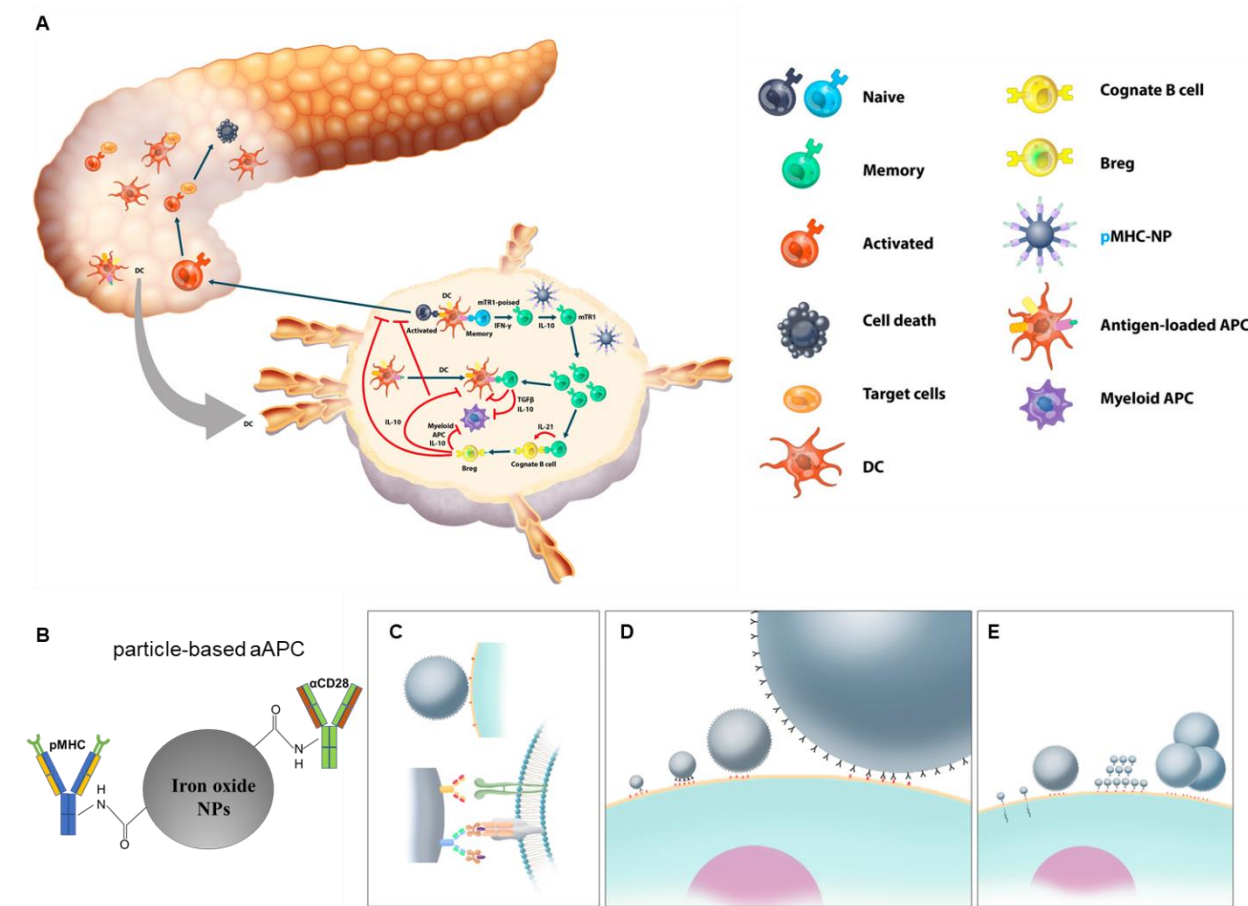 A
DC
DC
DC
mTR1-poised
Activated
Memory
IFN-γ
IL-10
mTR1
DC
TGFβ
IL-10
IL-10
Myeloid
APC
IL-10
IL-21
Breg
Cognate B cell
Naive
Memory
Activated
Cell death
Target cells
DC
Cognate B cell
Breg
pMHC-NP
Antigen-loaded APC
Myeloid APC
B
particle-based aAPC
αCD28
O
N
H
pMHC
H
N
O
Iron oxide
NPs
C
D
E